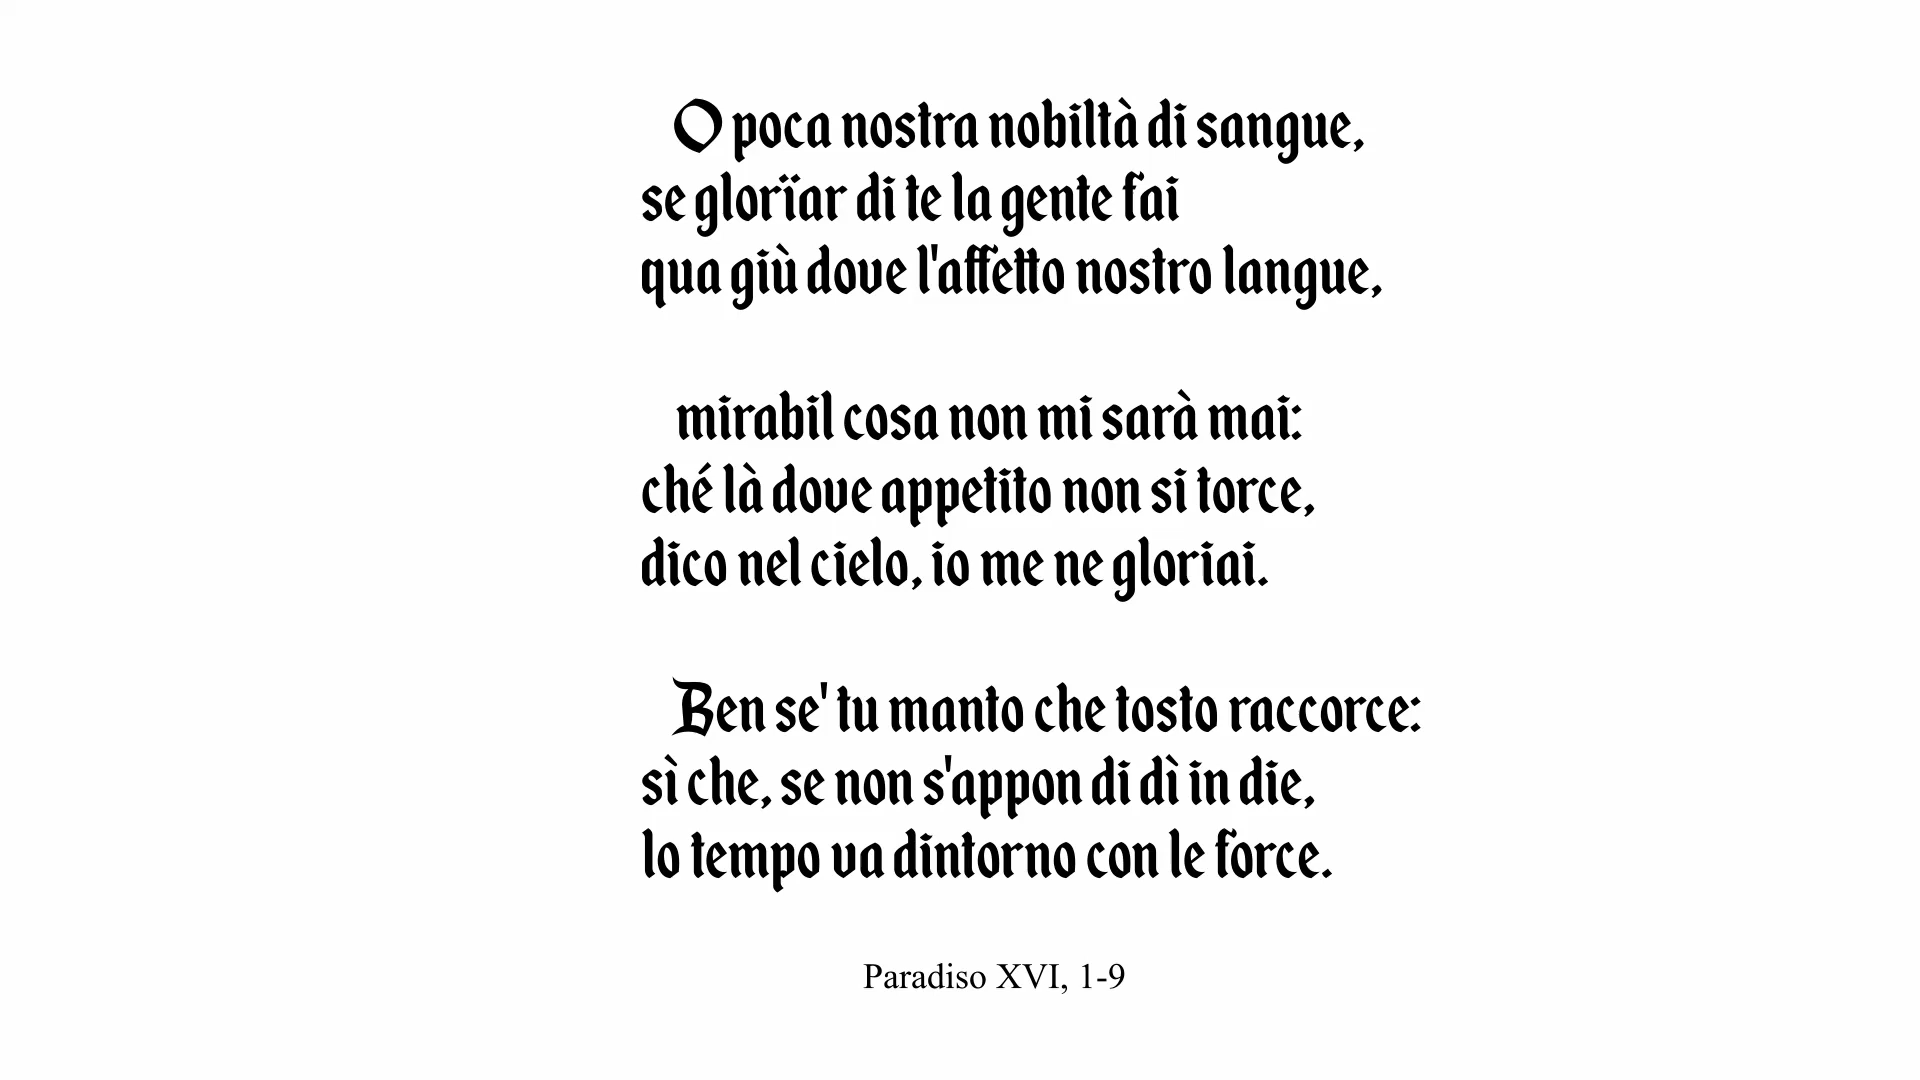 O poca nostra nobiltà di sangue,
se glorïar di te la gente fai
qua giù dove l'affetto nostro langue,
mirabil cosa non mi sarà mai:
ché là dove appetito non si torce,
dico nel cielo, io me ne gloriai.
Ben se' tu manto che tosto raccorce:
sì che, se non s'appon di dì in die,
lo tempo va dintorno con le force.
Paradiso XVI, 1-9